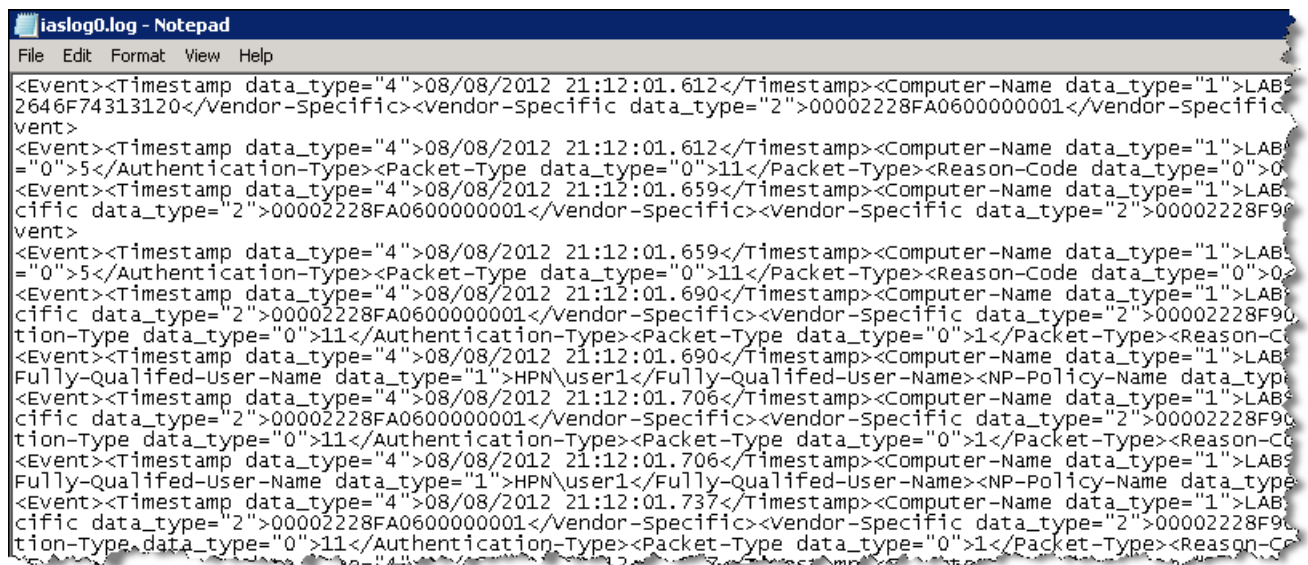 iaslog0.log - Notepad
File Edit Format View Help
<Event><Timestamp data_type="4">08/08/2012 21:12:01.612</Timestamp><Computer-Name data_type="1">LABS
2646F74313120</Vendor-Specific><Vendor-Specific data_type="2">00002228FA0600000001</Vendor-Specific
vent>
<Event><Timestamp data_type="4">08/08/2012 21:12:01.612</Timestamp><Computer-Name data_type="1">LAB
="0">5</Authentication-Type><Packet-Type data_type="0">11</Packet-Type><Reason-Code data_type="0">0
<Event><Timestamp data_type="4">08/08/2012 21:12:01.659</Timestamp><Computer-Name data_type="1">LAB
cific data_type="2">00002228FA0600000001</Vendor-Specific><Vendor-Specific data_type="2">00002228F90
vent>
<Event><Timestamp data_type="4">08/08/2012 21:12:01.659</Timestamp><Computer-Name data_type="1">LABS
="0">5</Authentication-Type><Packet-Type data_type="0">11</Packet-Type><Reason-Code data_type="0">0
<Event><Timestamp data_type="4">08/08/2012 21:12:01.690</Timestamp><Computer-Name data_type="1">LAB
cific data_type="2">00002228FA0600000001</Vendor-Specific><Vendor-Specific data_type="2">00002228F90
tion-Type data_type="0">11</Authentication-Type><Packet-Type data_type="0">1</Packet-Type><Reason-C
<Event><Timestamp data_type="4">08/08/2012 21:12:01.690</Timestamp><Computer-Name data_type="1">LABS
Fully-Qualifed-User-Name data_type="1">HPN\user1</Fully-Qualifed-User-Name><NP-Policy-Name data_typ
<Event><Timestamp data_type="4">08/08/2012 21:12:01.706</Timestamp><Computer-Name data_type="1">LABS
cific data_type="2">00002228FA0600000001</Vendor-Specific><Vendor-Specific data_type="2">00002228F90
tion-Type data_type="0">11</Authentication-Type><Packet-Type data_type="0">1</Packet-Type><Reason-C
<Event><Timestamp data_type="4">08/08/2012 21:12:01.706</Timestamp><Computer-Name data_type="1">LABS
Fully-Qualifed-User-Name data_type="1">HPN\user1</Fully-Qualifed-User-Name><NP-Policy-Name data_type
<Event><Timestamp data_type="4">08/08/2012 21:12:01.737</Timestamp><Computer-Name data_type="1">LAB
cific data_type="2">00002228FA0600000001</Vendor-Specific><Vendor-Specific data_type="2">00002228F9
tion-Type data_type="0">11</Authentication-Type><Packet-Type data_type="0">1</Packet-Type><Reason-C